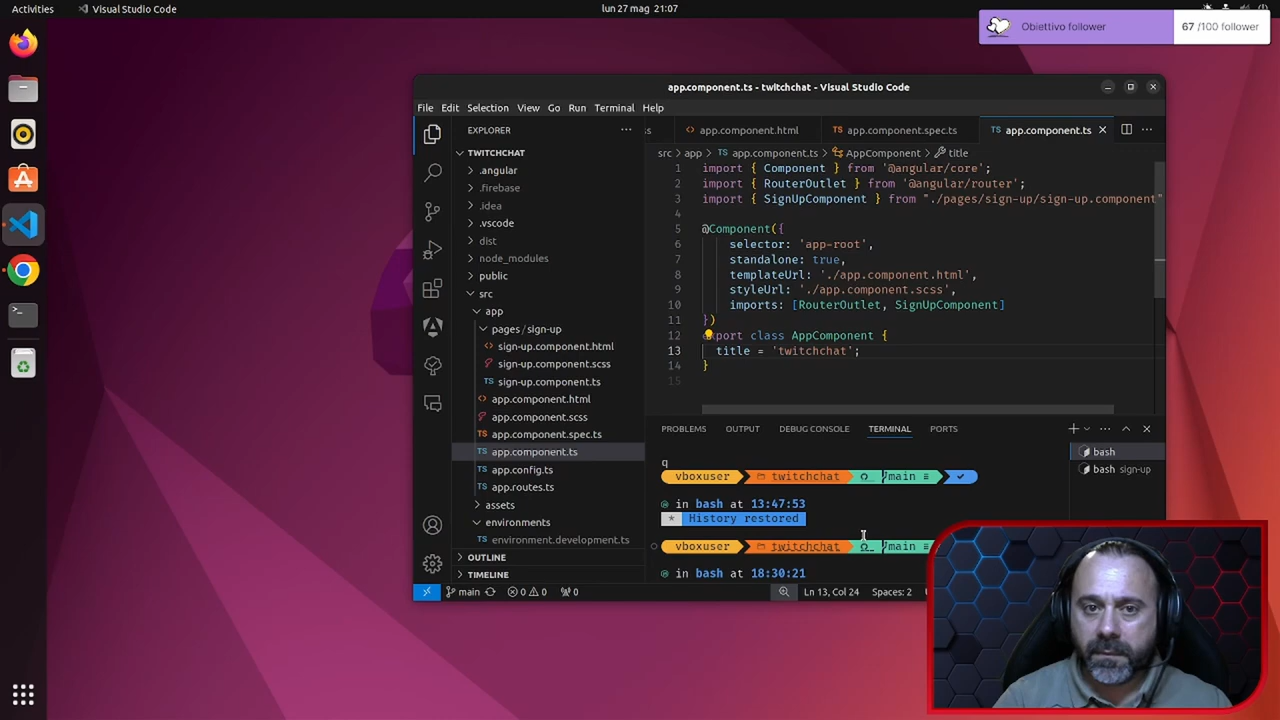 Activities
Visual Studio Code
lun 27 mag 21:07
Obiettivo follower
67 /100 follower
app.component.ts - twitchchat - Visual Studio Code
File Edit Selection View Go Run Terminal Help
EXPLORER
TWITCHCHAT
.angular
.firebase
.idea
.vscode
dist
node_modules
public
src
app
pages / sign-up
sign-up.component.html
sign-up.component.scss
sign-up.component.ts
app.component.html
app.component.scss
app.component.spec.ts
app.component.ts
app.config.ts
app.routes.ts
assets
environments
environment.development.ts
OUTLINE
TIMELINE
ss app.component.html app.component.spec.ts app.component.ts
src app app.component.ts AppComponent title
1 import { Component } from '@angular/core';
2 import { RouterOutlet } from '@angular/router';
3 import { SignUpComponent } from "./pages/sign-up/sign-up.component"
4
5 @Component({
6 selector: 'app-root',
7 standalone: true,
8 templateUrl: './app.component.html',
9 styleUrl: './app.component.scss',
10 imports: [RouterOutlet, SignUpComponent]
11 })
12 export class AppComponent {
13 title = 'twitchchat';
14 }
15
PROBLEMS OUTPUT DEBUG CONSOLE TERMINAL PORTS
q
vboxuser twitchchat main ≡
in bash at 13:47:53
* History restored
vboxuser twitchchat main ≡
in bash at 18:30:21
bash
bash sign-up
main 0 0 0 Ln 13, Col 24 Spaces: 2